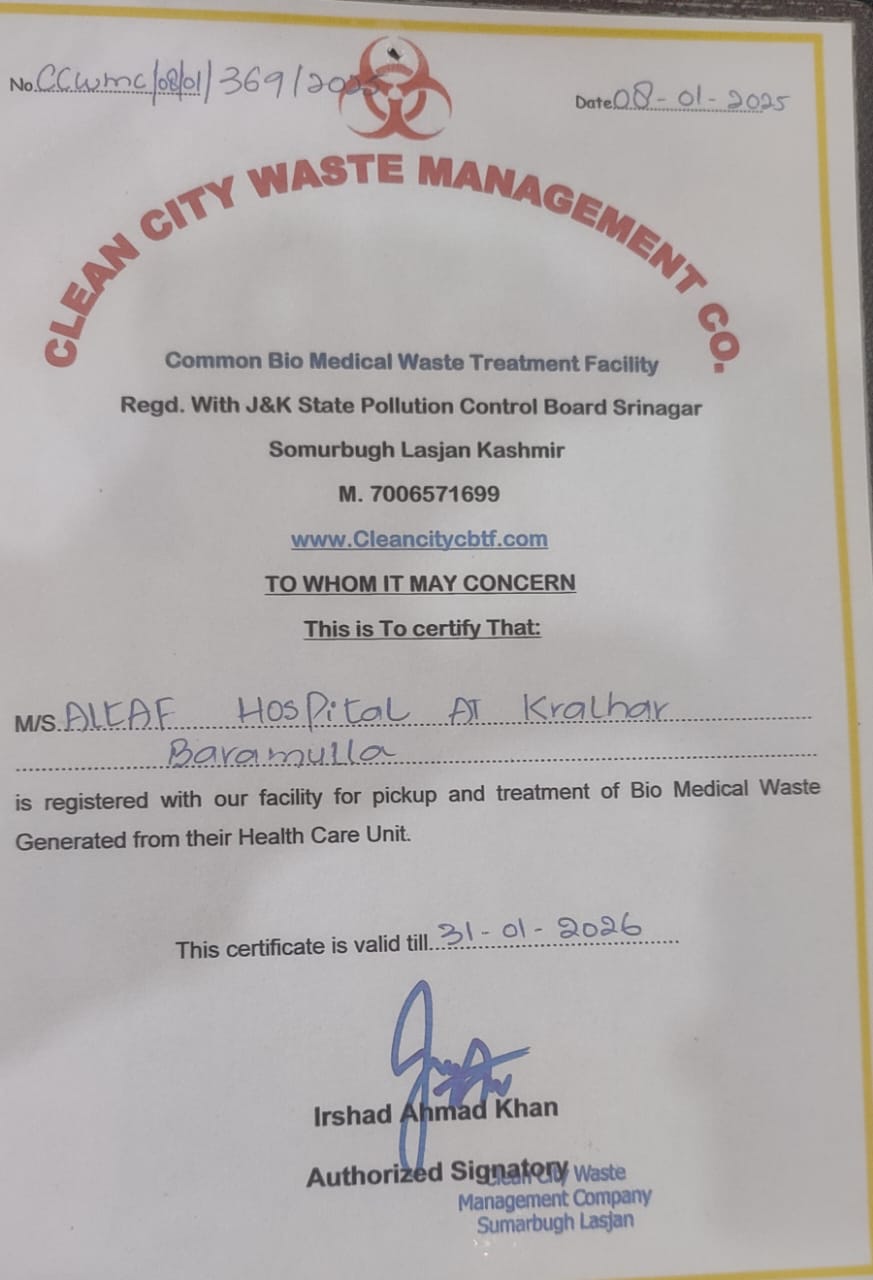 No. CCWMC/08/01/369/2025
Date 08-01-2025
CLEAN CITY WASTE MANAGEMENT CO.
Common Bio Medical Waste Treatment Facility
Regd. With J&K State Pollution Control Board Srinagar
Somurbugh Lasjan Kashmir
M. 7006571699
www.Cleancitycbtf.com
TO WHOM IT MAY CONCERN
This is To certify That:
M/S. ALTAF Hospital AT Kralhar
Baramulla
is registered with our facility for pickup and treatment of Bio Medical Waste
Generated from their Health Care Unit.
This certificate is valid till 31-01-2026
Irshad Ahmad Khan
Authorized Signatory
Clean City Waste
Management Company
Sumarbugh Lasjan